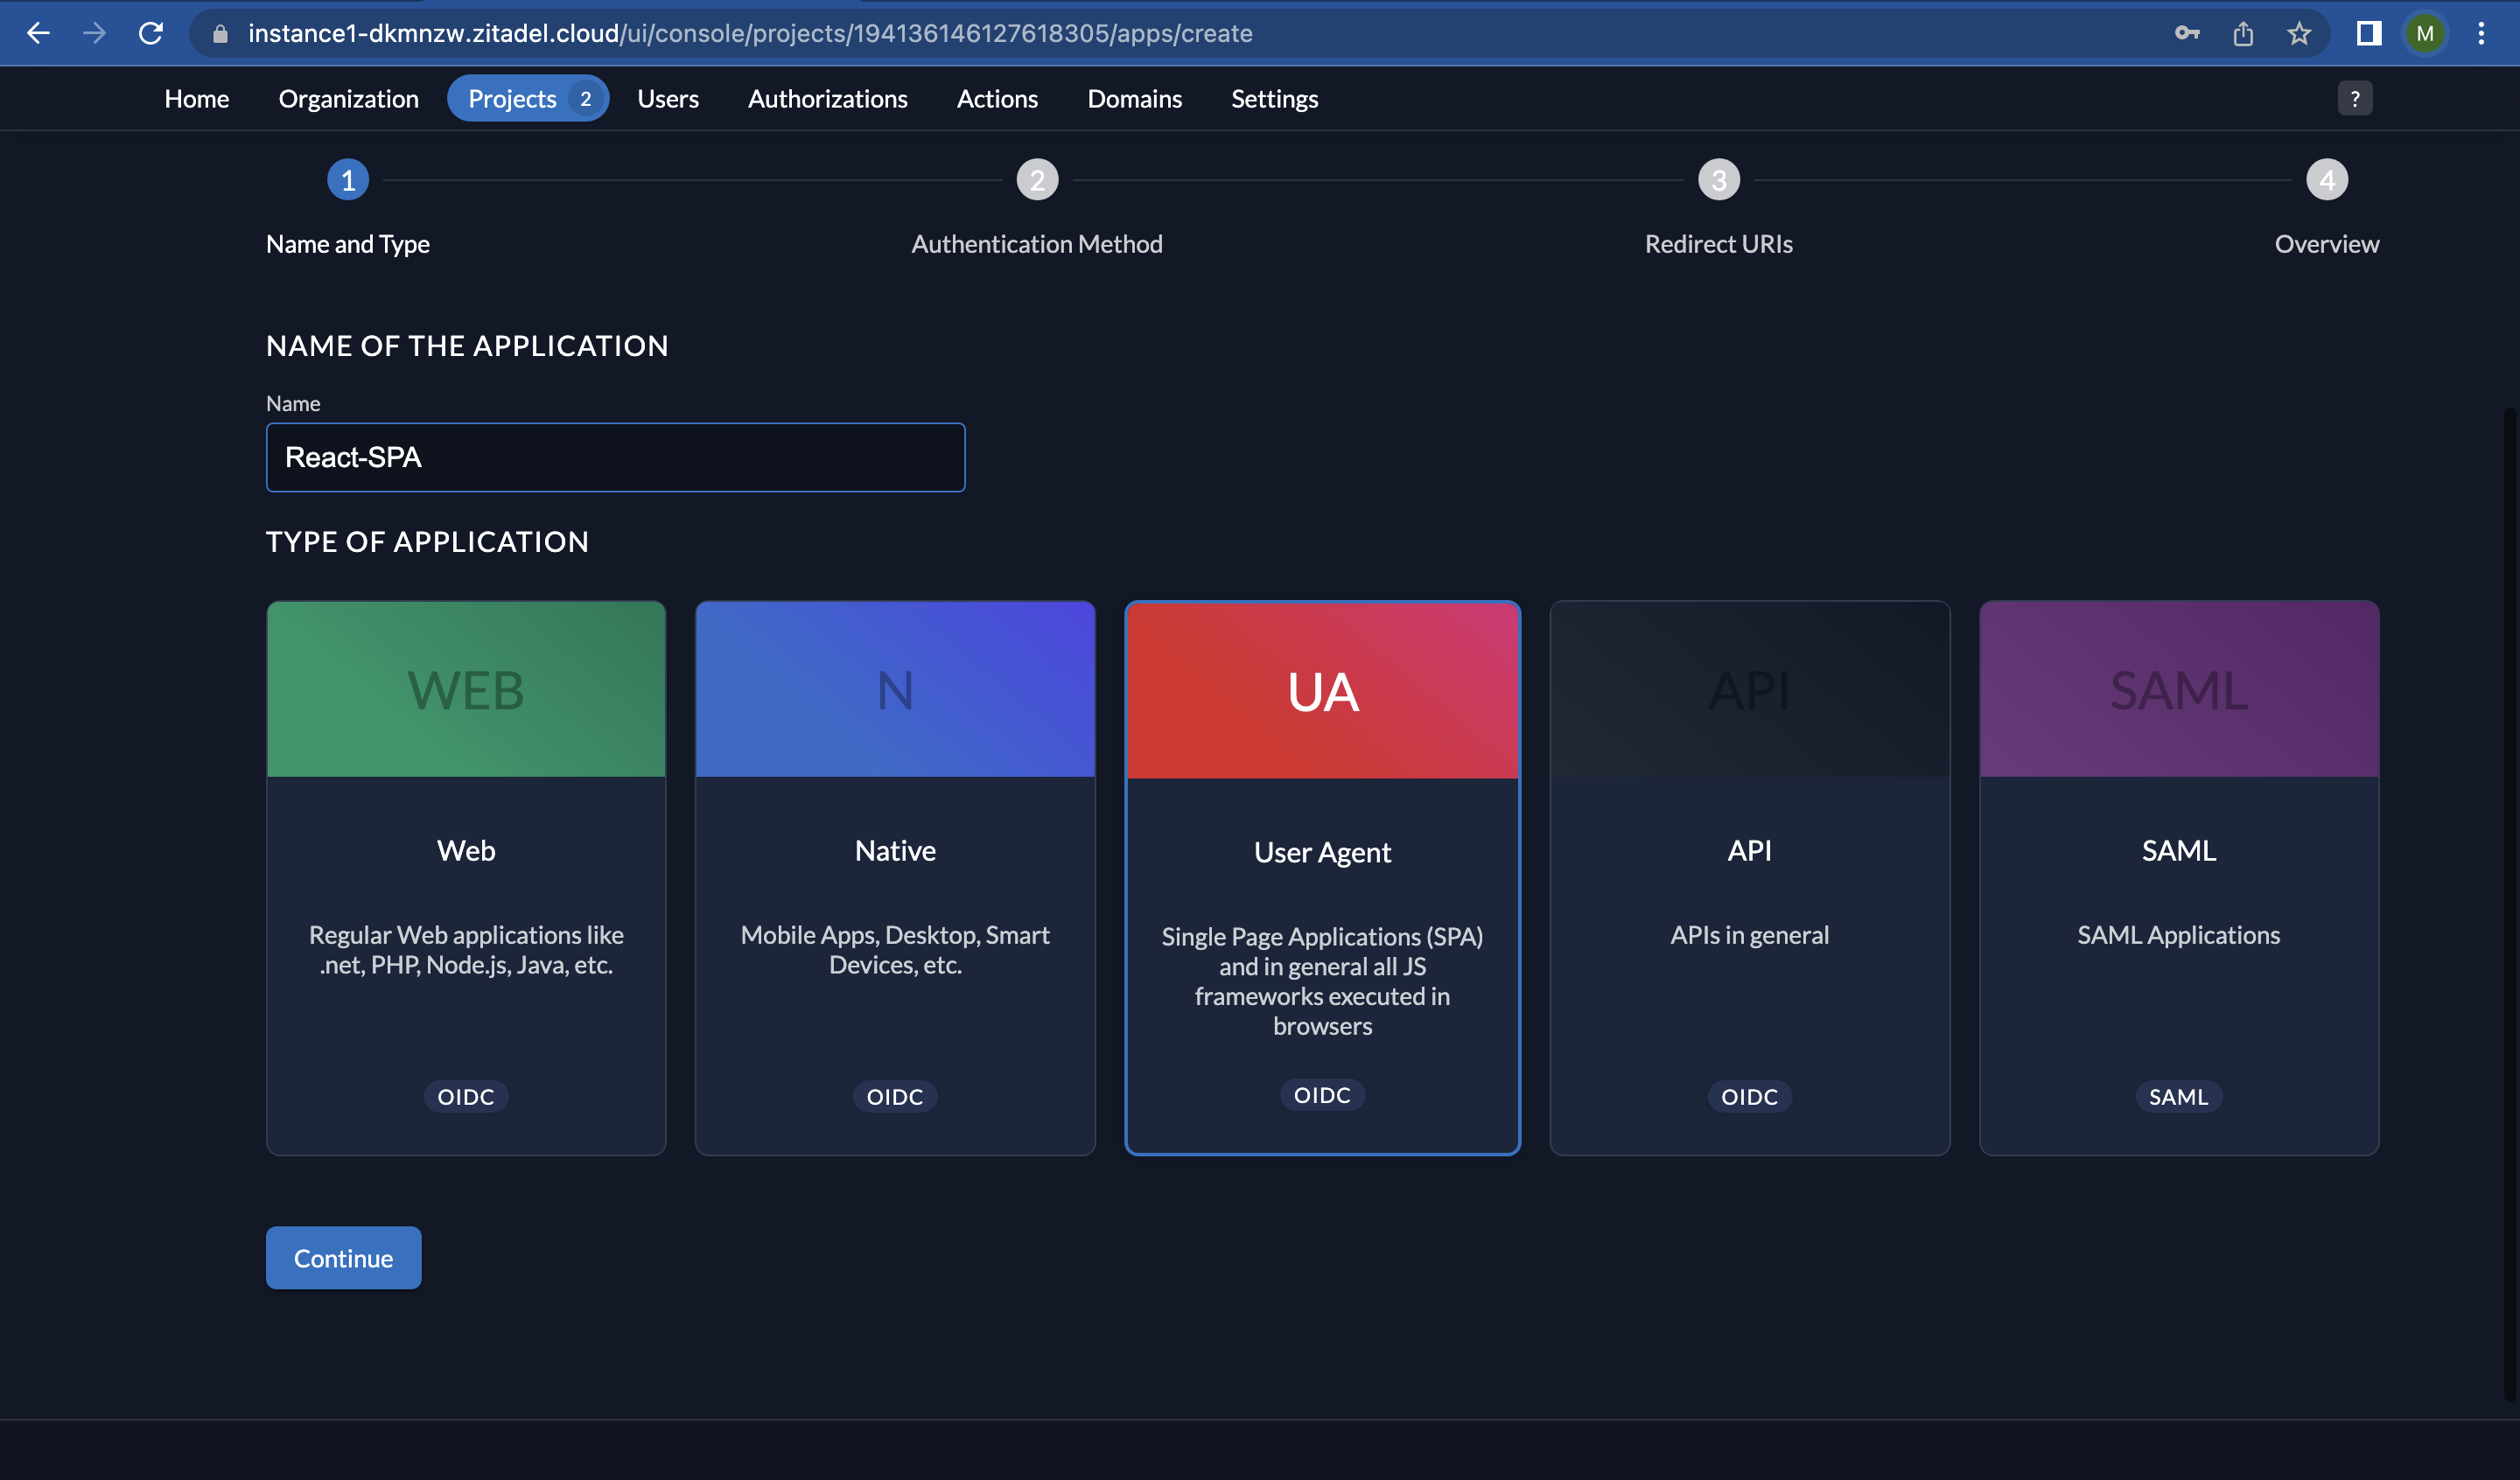 instance1-dkmnzw.zitadel.cloud/ui/console/projects/194136146127618305/apps/create
M
Home Organization Projects 2 Users Authorizations Actions Domains Settings ?
1 2 3 4
Name and Type Authentication Method Redirect URIs Overview
NAME OF THE APPLICATION
Name
React-SPA
TYPE OF APPLICATION
WEB
Web
Regular Web applications like
.net, PHP, Node.js, Java, etc.
OIDC
N
Native
Mobile Apps, Desktop, Smart
Devices, etc.
OIDC
UA
User Agent
Single Page Applications (SPA)
and in general all JS
frameworks executed in
browsers
OIDC
API
API
APIs in general
OIDC
SAML
SAML
SAML Applications
SAML
Continue